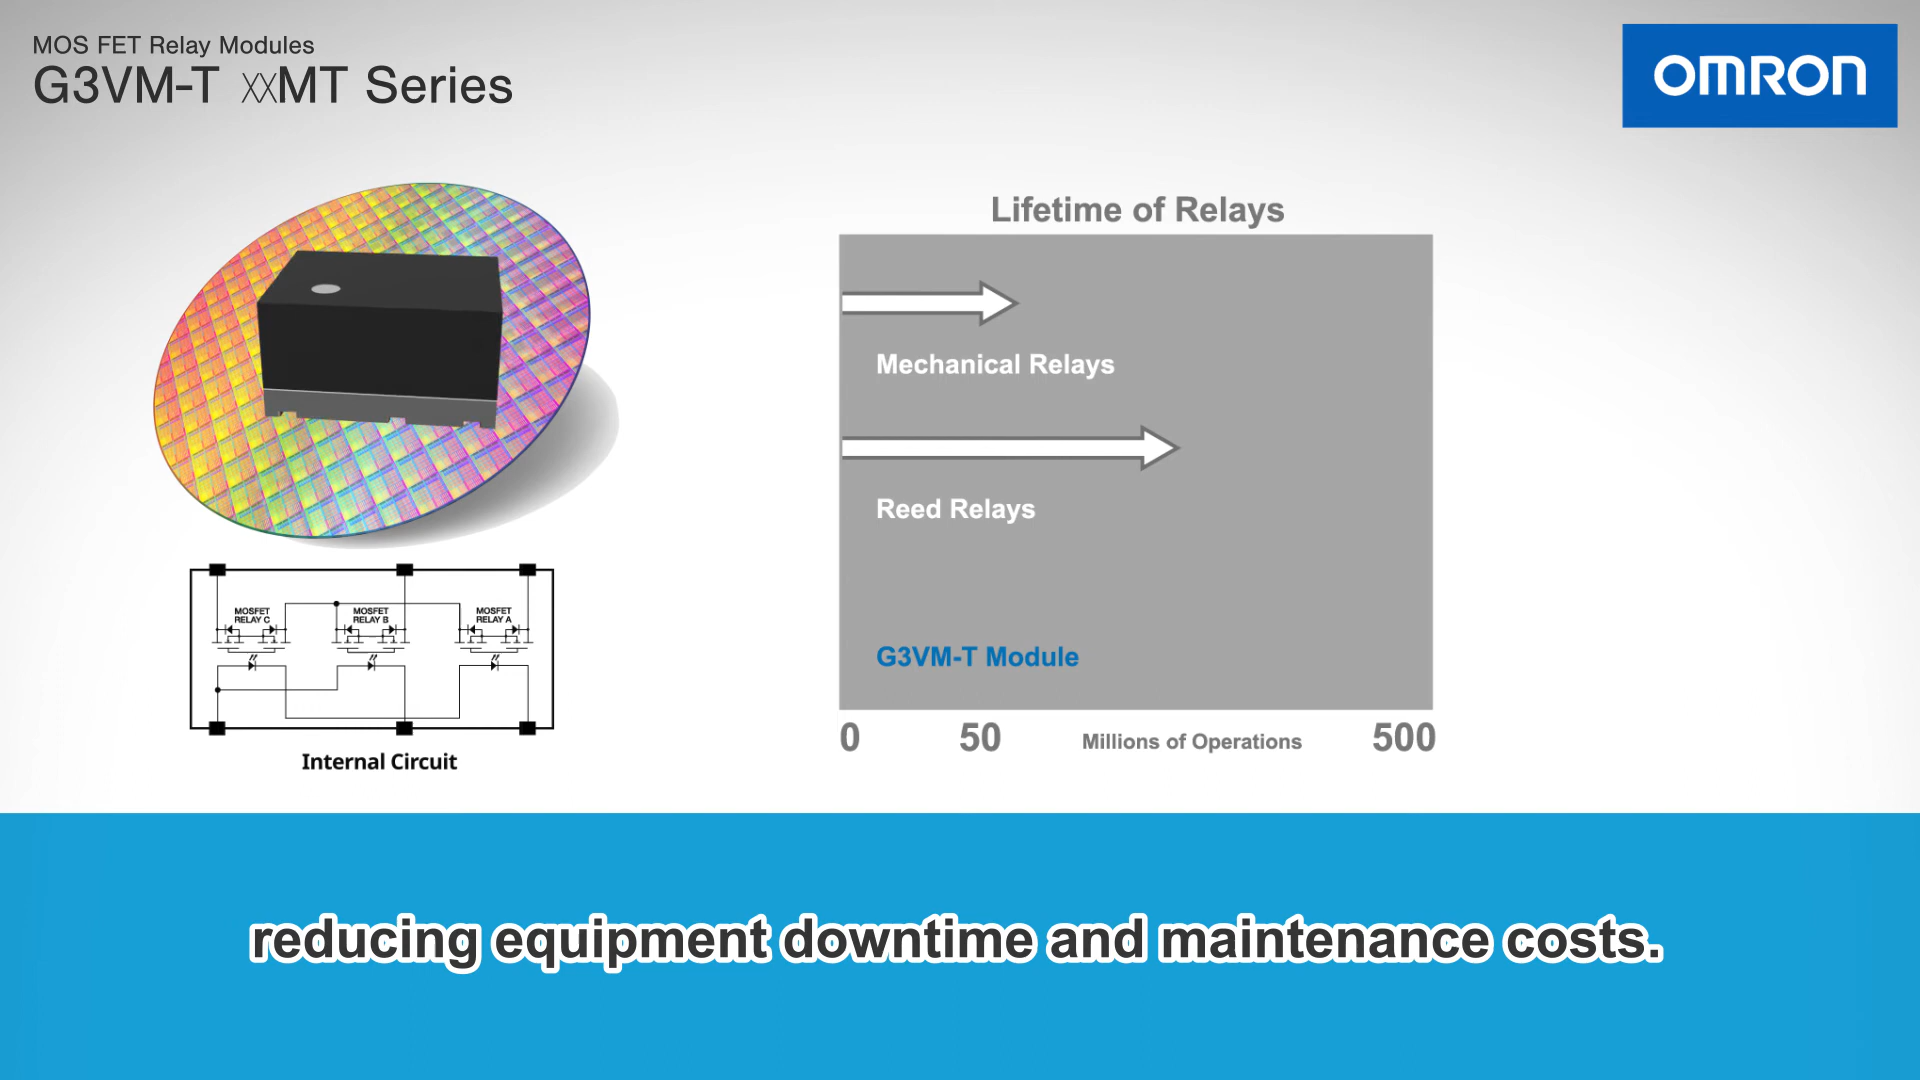 MOS FET Relay Modules
G3VM-T XXMT Series
OMRON
Lifetime of Relays
Mechanical Relays
Reed Relays
G3VM-T Module
0 50 Millions of Operations 500
MOSFET RELAY C
MOSFET RELAY B
MOSFET RELAY A
Internal Circuit
reducing equipment downtime and maintenance costs.